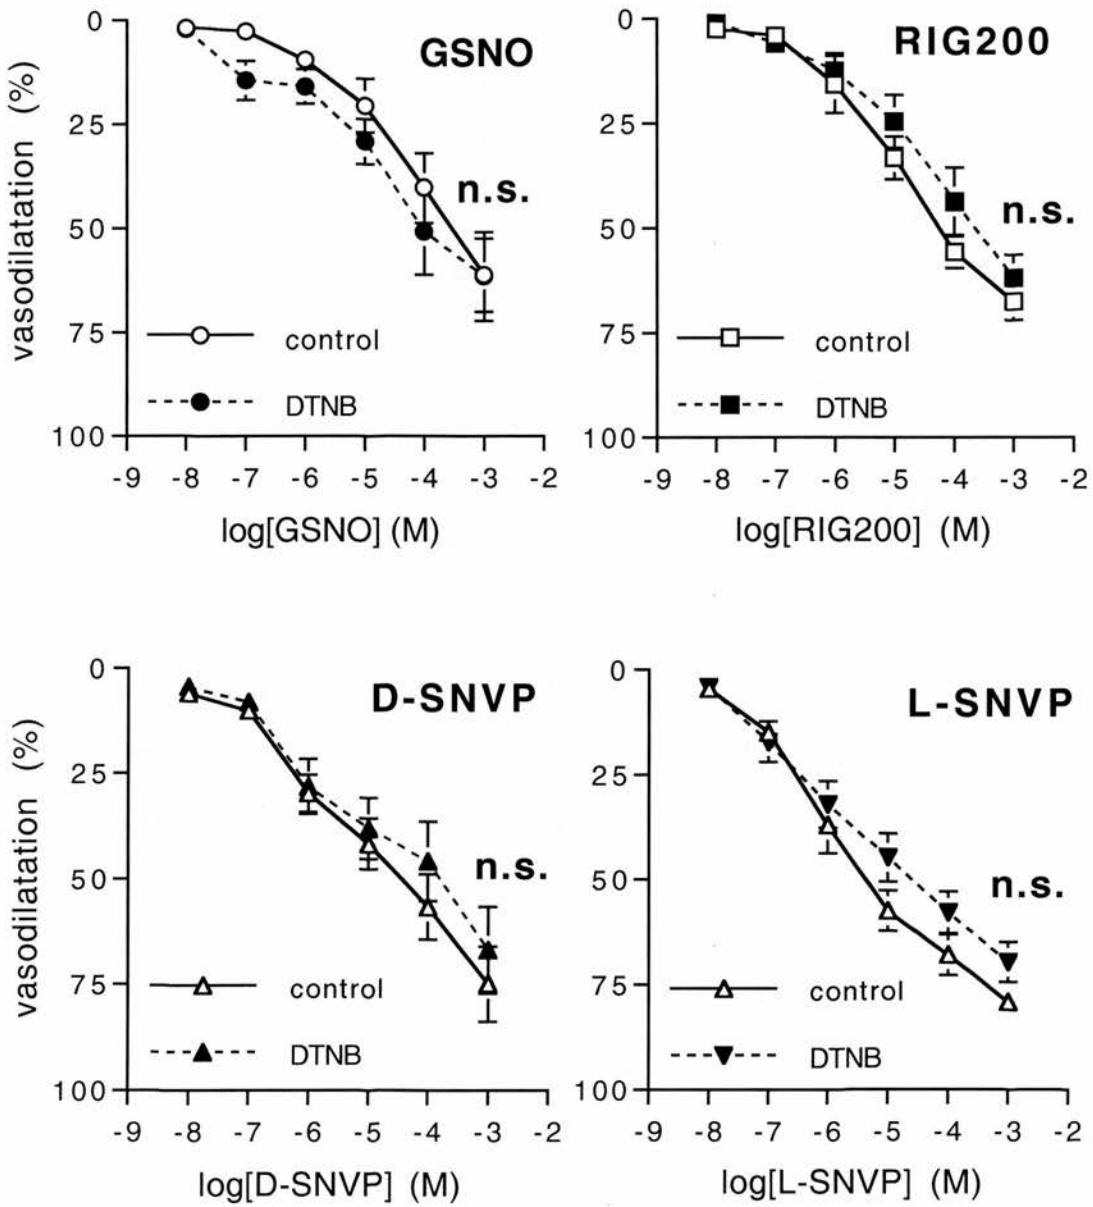 GSNO
vasodilatation (%)
0
25
50
75
100
n.s.
control
DTNB
-9 -8 -7 -6 -5 -4 -3 -2
log[GSNO] (M)
RIG200
0
25
50
75
100
n.s.
control
DTNB
-9 -8 -7 -6 -5 -4 -3 -2
log[RIG200] (M)
D-SNVP
vasodilatation (%)
0
25
50
75
100
n.s.
control
DTNB
-9 -8 -7 -6 -5 -4 -3 -2
log[D-SNVP] (M)
L-SNVP
0
25
50
75
100
n.s.
control
DTNB
-9 -8 -7 -6 -5 -4 -3 -2
log[L-SNVP] (M)